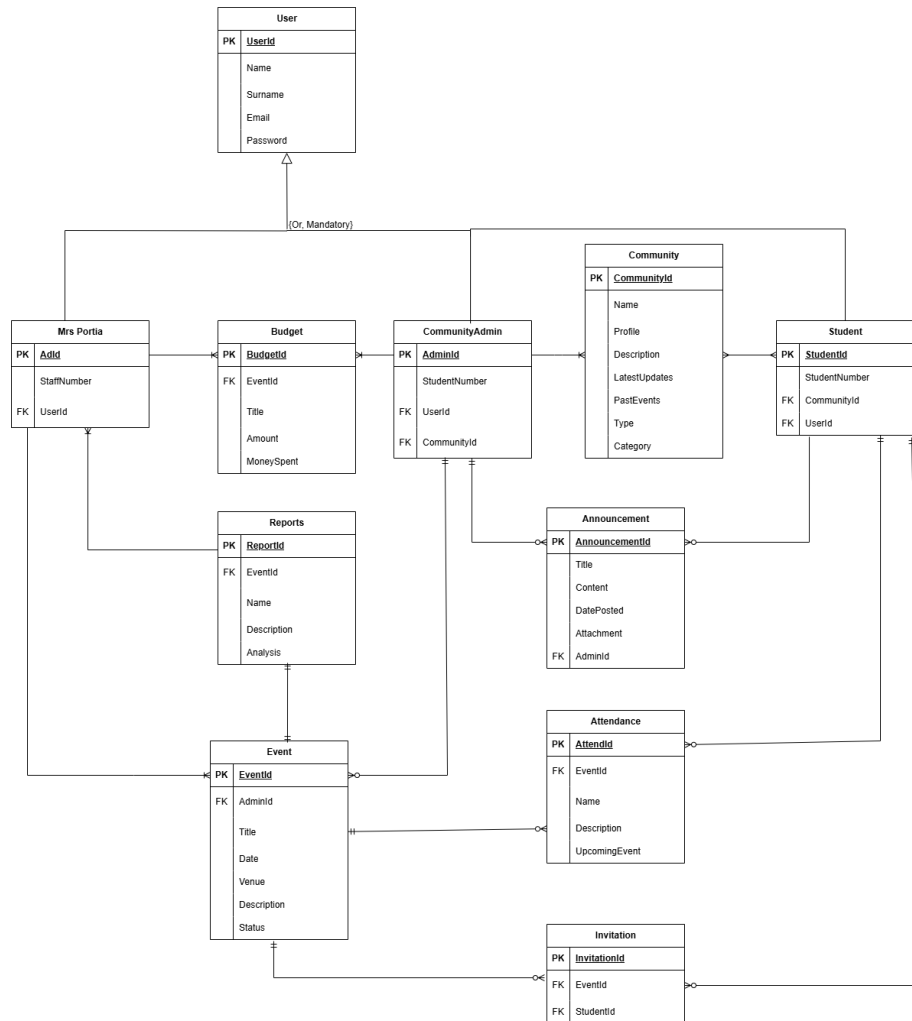 User
PK UserId
Name
Surname
Email
Password
{Or, Mandatory}
Community
PK CommunityId
Name
Profile
Description
LatestUpdates
PastEvents
Type
Category
Mrs Portia
PK AdId
StaffNumber
FK UserId
Budget
PK BudgetId
FK EventId
Title
Amount
MoneySpent
CommunityAdmin
PK AdminId
StudentNumber
FK UserId
FK CommunityId
Student
PK StudentId
StudentNumber
FK CommunityId
FK UserId
Reports
PK ReportId
FK EventId
Name
Description
Analysis
Announcement
PK AnnouncementId
Title
Content
DatePosted
Attachment
FK AdminId
Event
PK EventId
FK AdminId
Title
Date
Venue
Description
Status
Attendance
PK AttendId
FK EventId
Name
Description
UpcomingEvent
Invitation
PK InvitationId
FK EventId
FK StudentId